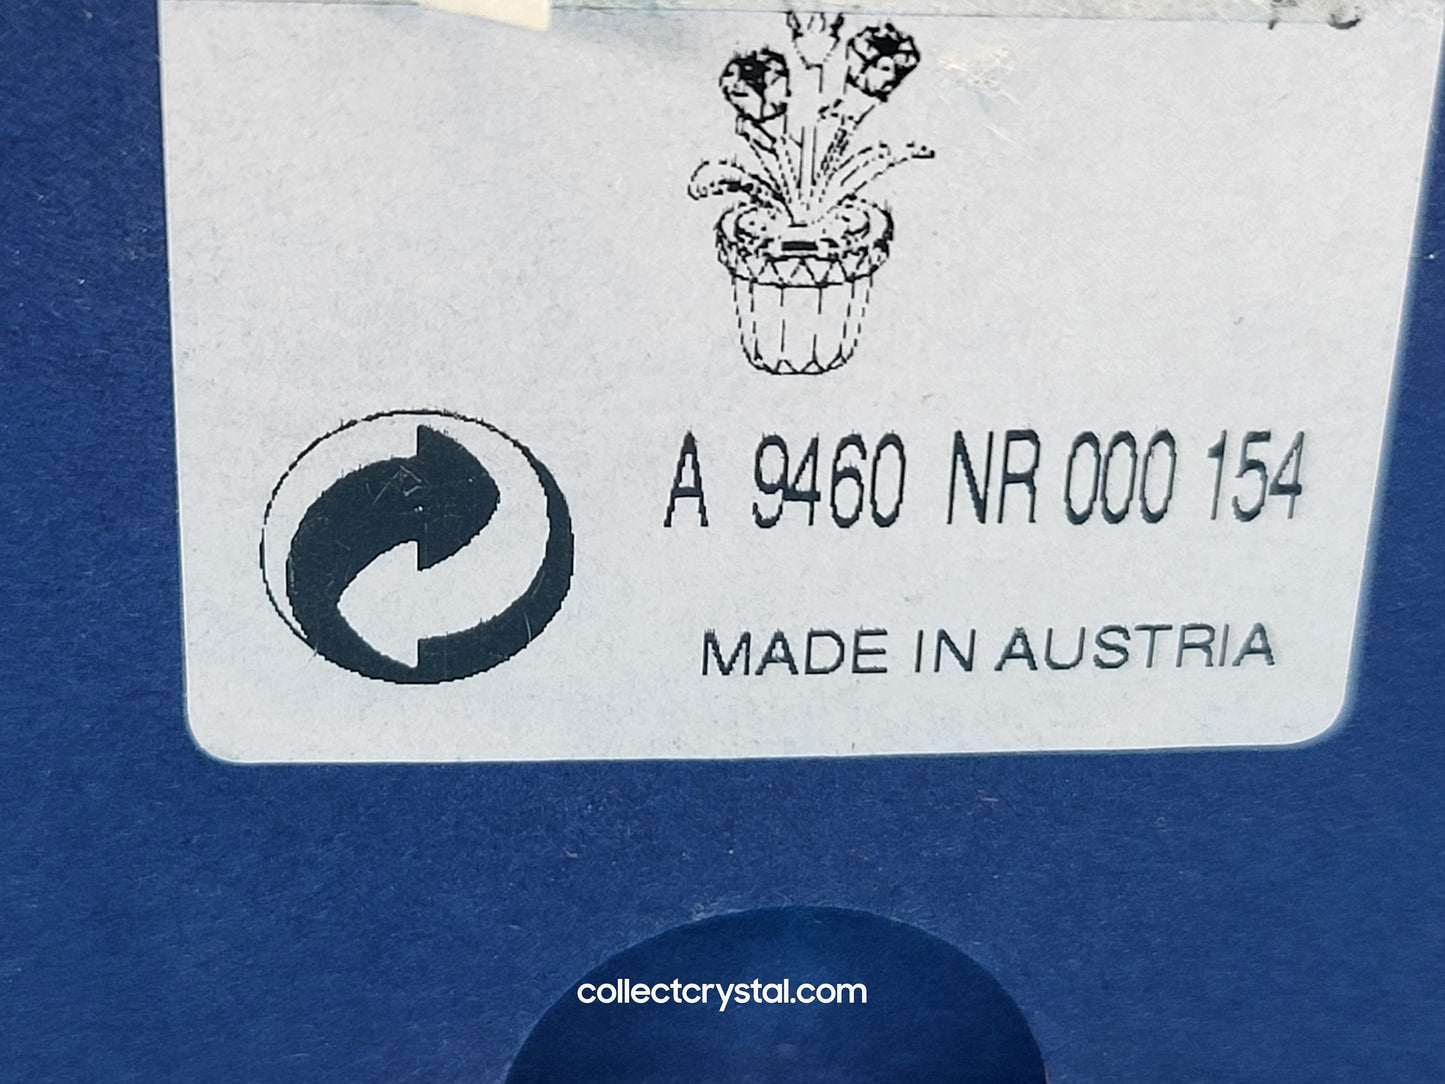 A 9460 NR 000 154
MADE IN AUSTRIA
collectcrystal.com